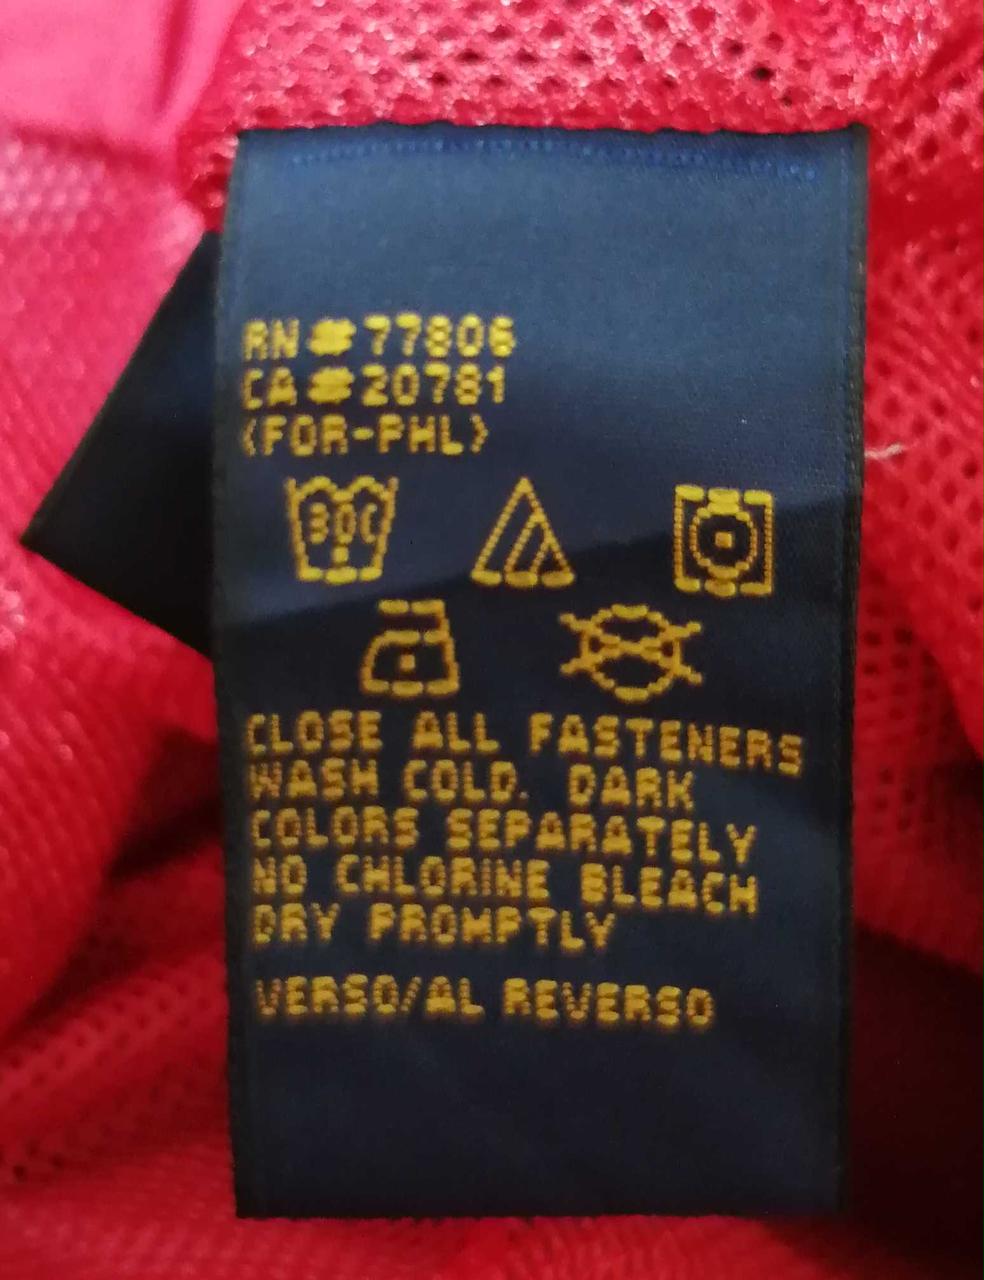 RN#77806
CA#20781
(FOR-PHL)
30C
CLOSE ALL FASTENERS
WASH COLD. DARK
COLORS SEPARATELY
NO CHLORINE BLEACH
DRY PROMPTLY
VERSO/AL REVERSO